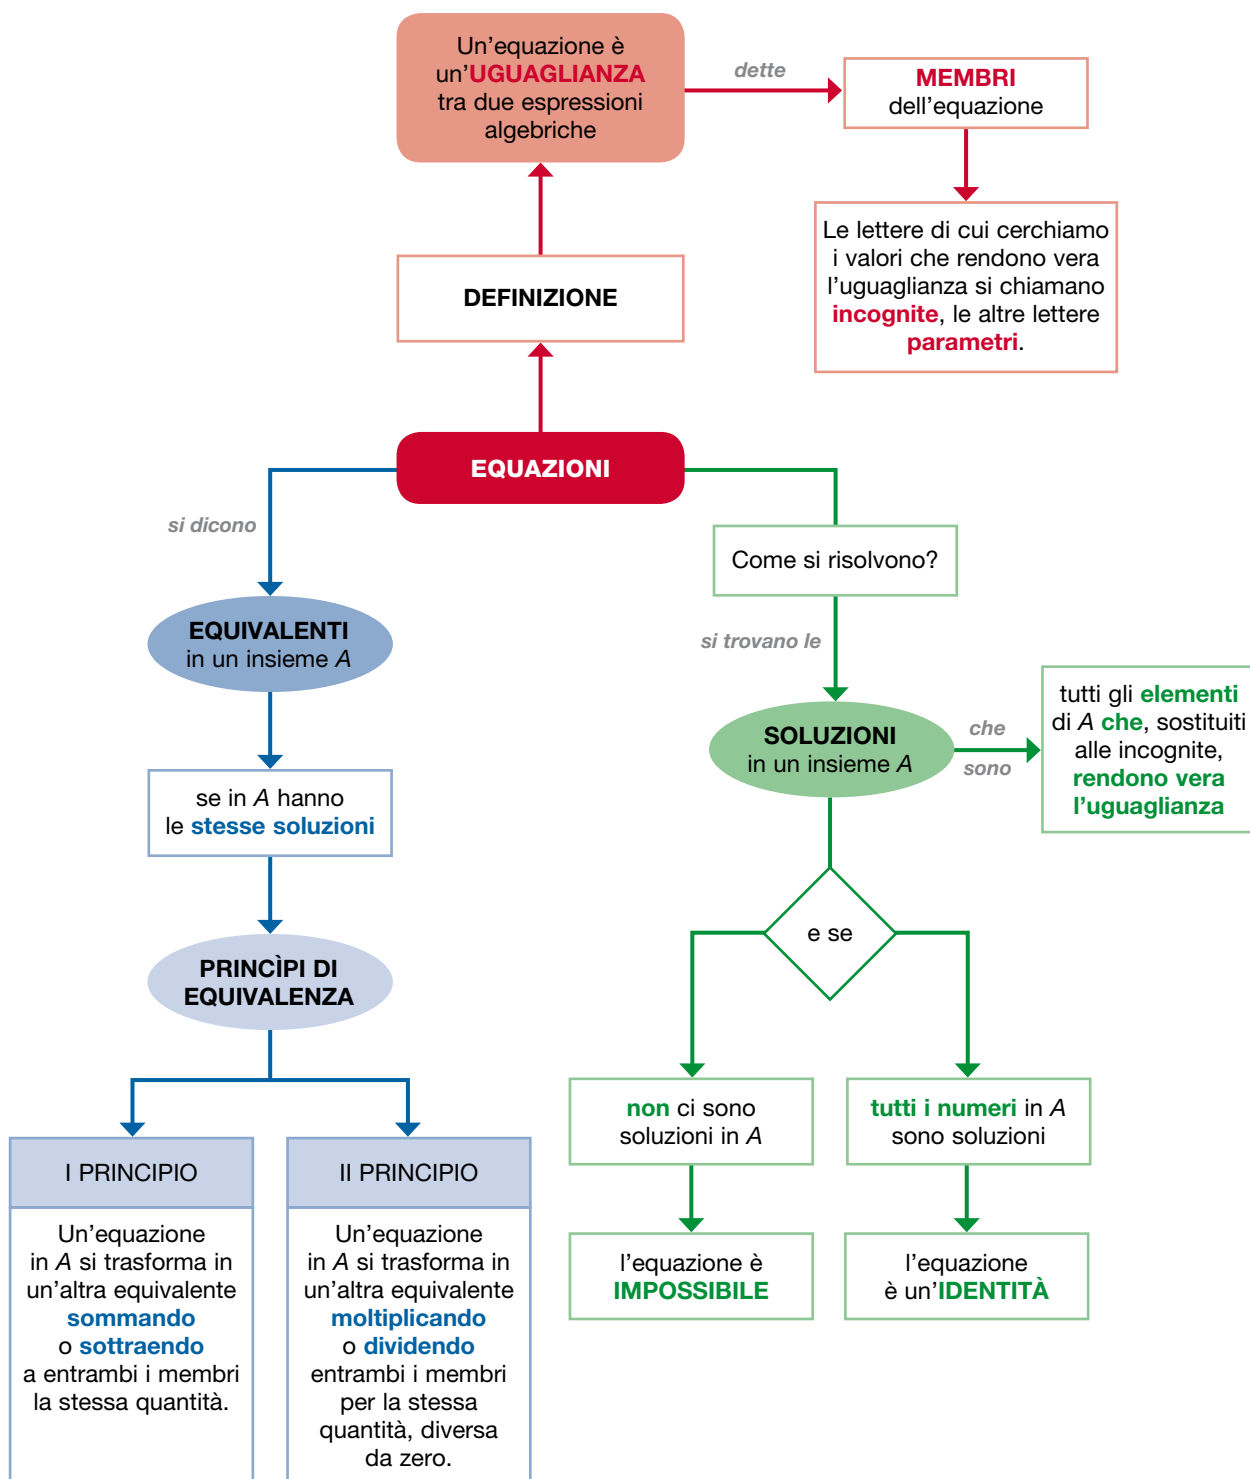 Un’equazione è
un’UGUAGLIANZA
tra due espressioni
algebriche
dette
MEMBRI
dell’equazione
Le lettere di cui cerchiamo
i valori che rendono vera
l’uguaglianza si chiamano
incognite, le altre lettere
parametri.
DEFINIZIONE
EQUAZIONI
si dicono
EQUIVALENTI
in un insieme A
se in A hanno
le stesse soluzioni
PRINCÌPI DI
EQUIVALENZA
I PRINCIPIO
Un’equazione
in A si trasforma in
un’altra equivalente
sommando
o sottraendo
a entrambi i membri
la stessa quantità.
II PRINCIPIO
Un’equazione
in A si trasforma in
un’altra equivalente
moltiplicando
o dividendo
entrambi i membri
per la stessa
quantità, diversa
da zero.
Come si risolvono?
si trovano le
SOLUZIONI
in un insieme A
che
sono
tutti gli elementi
di A che, sostituiti
alle incognite,
rendono vera
l’uguaglianza
e se
non ci sono
soluzioni in A
l’equazione è
IMPOSSIBILE
tutti i numeri in A
sono soluzioni
l’equazione
è un’IDENTITÀ